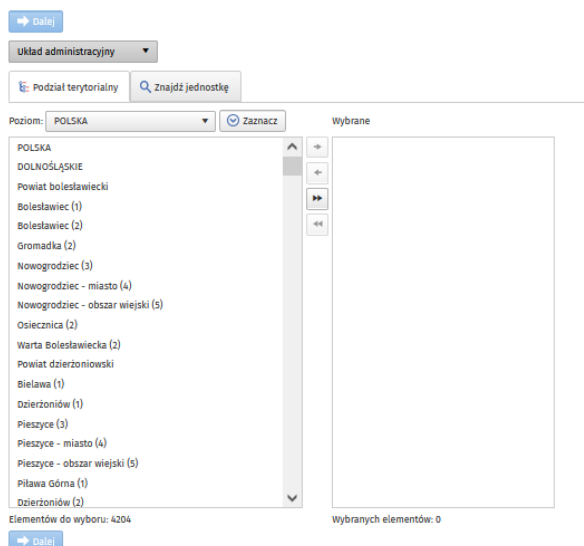 Dalej
Układ administracyjny
Podział terytorialny Znajdź jednostkę
Poziom: POLSKA Zaznacz Wybrane
POLSKA
DOLNOŚLĄSKIE
Powiat bolesławiecki
Bolesławiec (1)
Bolesławiec (2)
Gromadka (2)
Nowogrodziec (3)
Nowogrodziec - miasto (4)
Nowogrodziec - obszar wiejski (5)
Osiecznica (2)
Warta Bolesławiecka (2)
Powiat dzierżoniowski
Bielawa (1)
Dzierżoniów (1)
Pieszyce (3)
Pieszyce - miasto (4)
Pieszyce - obszar wiejski (5)
Piława Górna (1)
Dzierżoniów (2)
Elementów do wyboru: 4204 Wybranych elementów: 0
Dalej